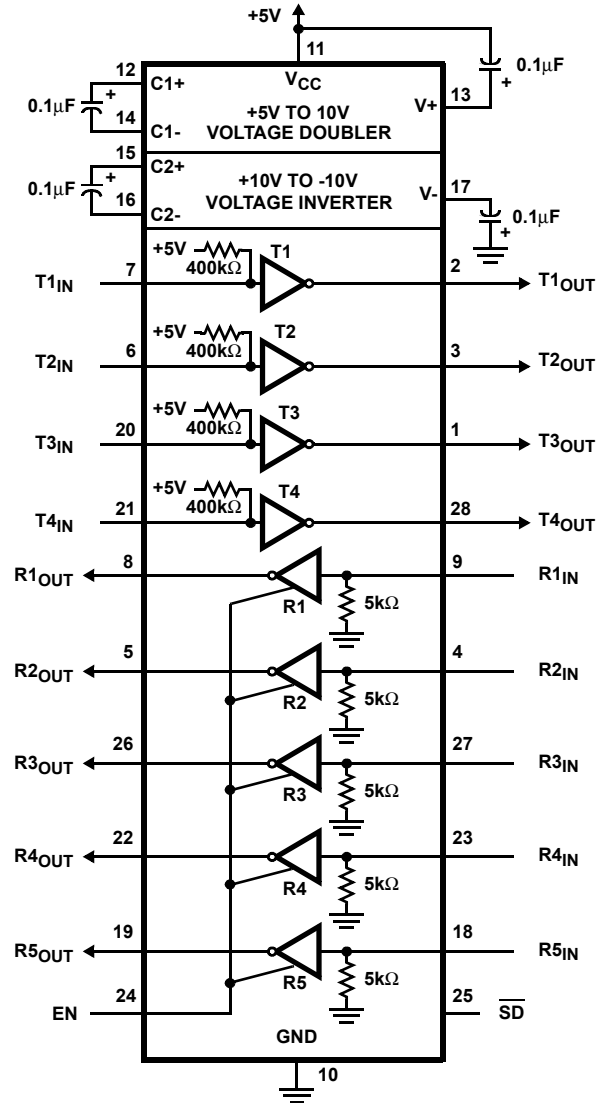 +5V
11
12
C1+
VCC
0.1µF
+
+
0.1µF
13
V+
+5V TO 10V
VOLTAGE DOUBLER
14
C1-
15
C2+
+
0.1µF
+10V TO -10V
VOLTAGE INVERTER
17
V-
16
C2-
0.1µF
+
+5V
400kΩ
T1
T1IN
7
2
T1OUT
+5V
400kΩ
T2
T2IN
6
3
T2OUT
+5V
400kΩ
T3
T3IN
20
1
T3OUT
+5V
400kΩ
T4
T4IN
21
28
T4OUT
R1OUT
8
9
R1IN
R1
5kΩ
R2OUT
5
4
R2IN
R2
5kΩ
R3OUT
26
27
R3IN
R3
5kΩ
R4OUT
22
23
R4IN
R4
5kΩ
R5OUT
19
18
R5IN
R5
5kΩ
EN
24
25
SD
GND
10